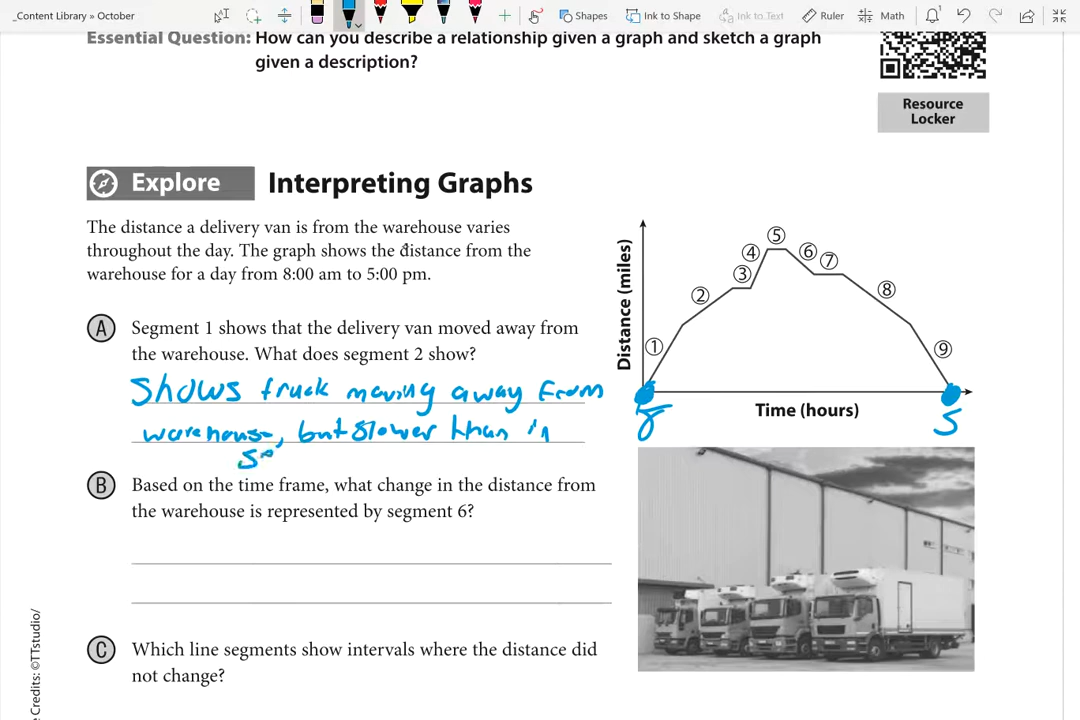 _Content Library » October
Shapes
Ink to Shape
Ink to Text
Ruler
Math
Essential Question: How can you describe a relationship given a graph and sketch a graph
given a description?
Resource
Locker
Explore Interpreting Graphs
The distance a delivery van is from the warehouse varies
throughout the day. The graph shows the distance from the
warehouse for a day from 8:00 am to 5:00 pm.
A Segment 1 shows that the delivery van moved away from
the warehouse. What does segment 2 show?
Shows truck moving away From
warehouse, but slower than in
B Based on the time frame, what change in the distance from
the warehouse is represented by segment 6?
C Which line segments show intervals where the distance did
not change?
Distance (miles)
1
2
3
4
5
6
7
8
9
8
5
Time (hours)
Credits: ©TTstudio/